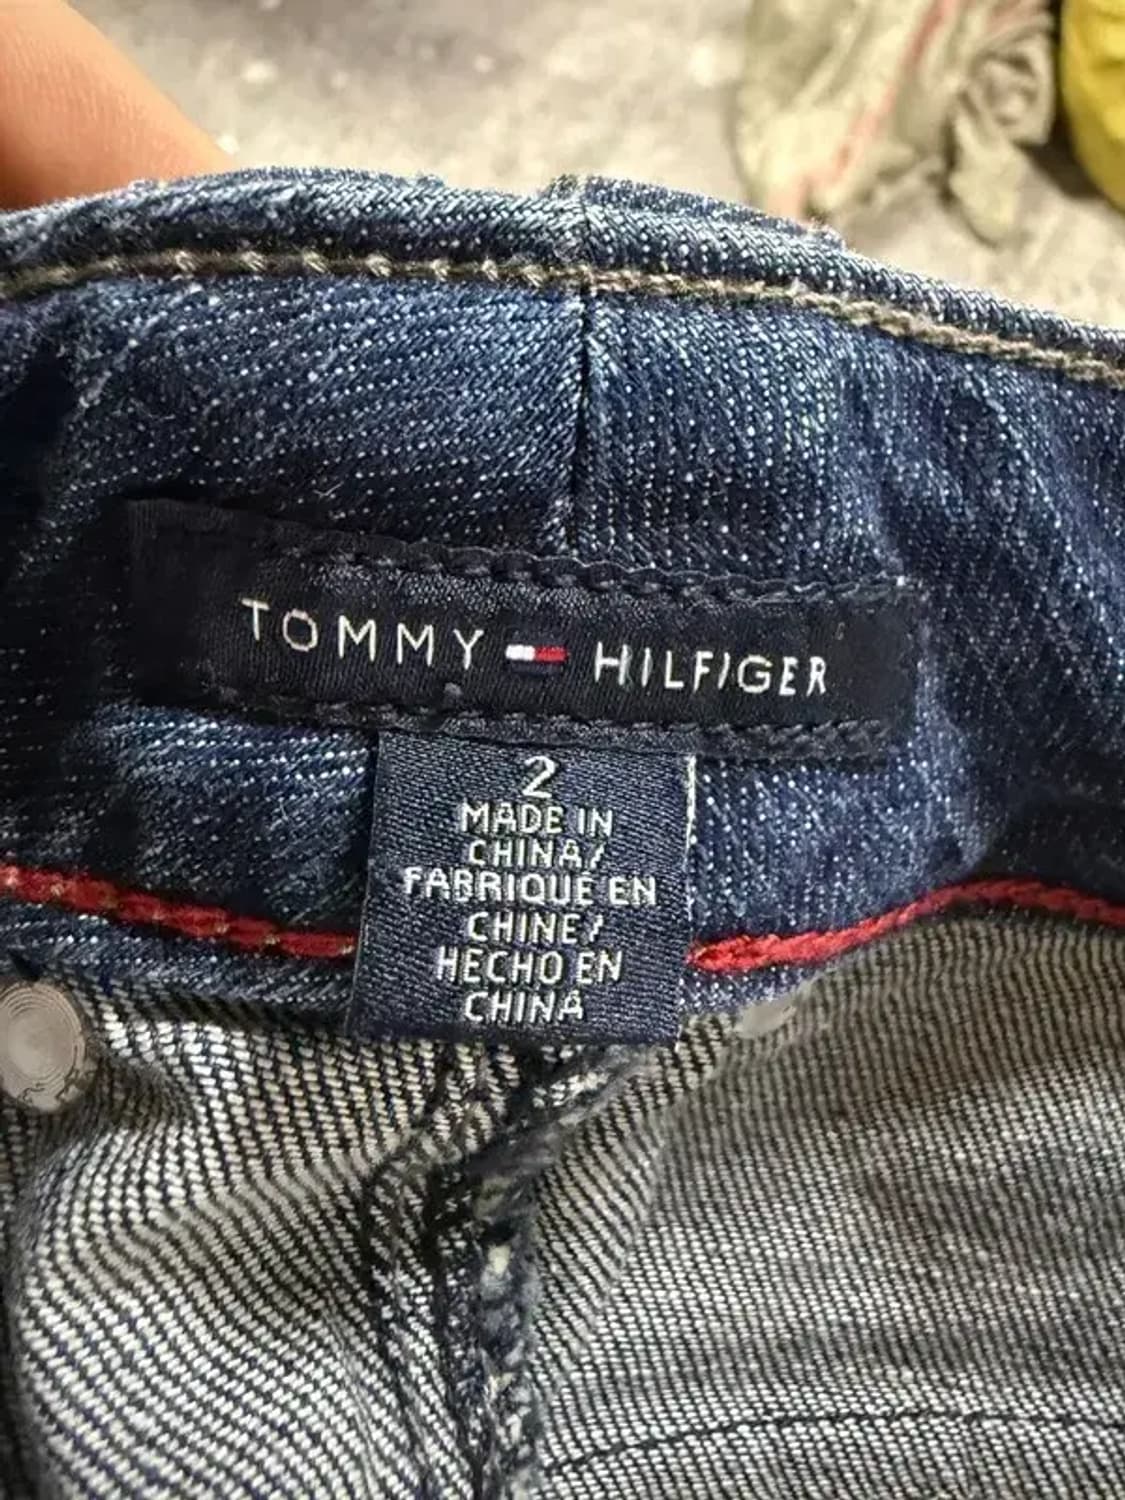 TOMMY HILFIGER
2
MADE IN
CHINA/
FABRIQUÉ EN
CHINE/
HECHO EN
CHINA